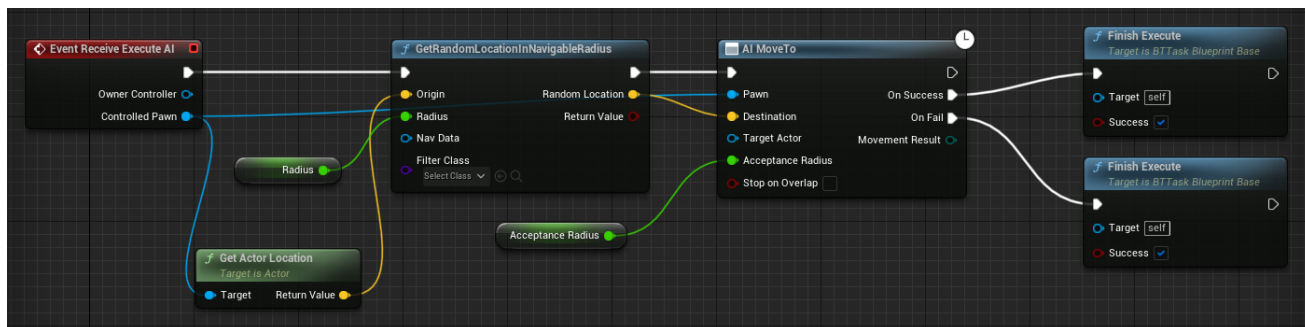 Event Receive Execute AI
Owner Controller
Controlled Pawn
Radius
Get Actor Location
Target is Actor
Target Return Value
GetRandomLocationInNavigableRadius
Origin Random Location
Radius Return Value
Nav Data
Filter Class
Select Class
Acceptance Radius
AI MoveTo
Pawn On Success
Destination On Fail
Target Actor Movement Result
Acceptance Radius
Stop on Overlap
Finish Execute
Target is BTTask Blueprint Base
Target self
Success
Finish Execute
Target is BTTask Blueprint Base
Target self
Success